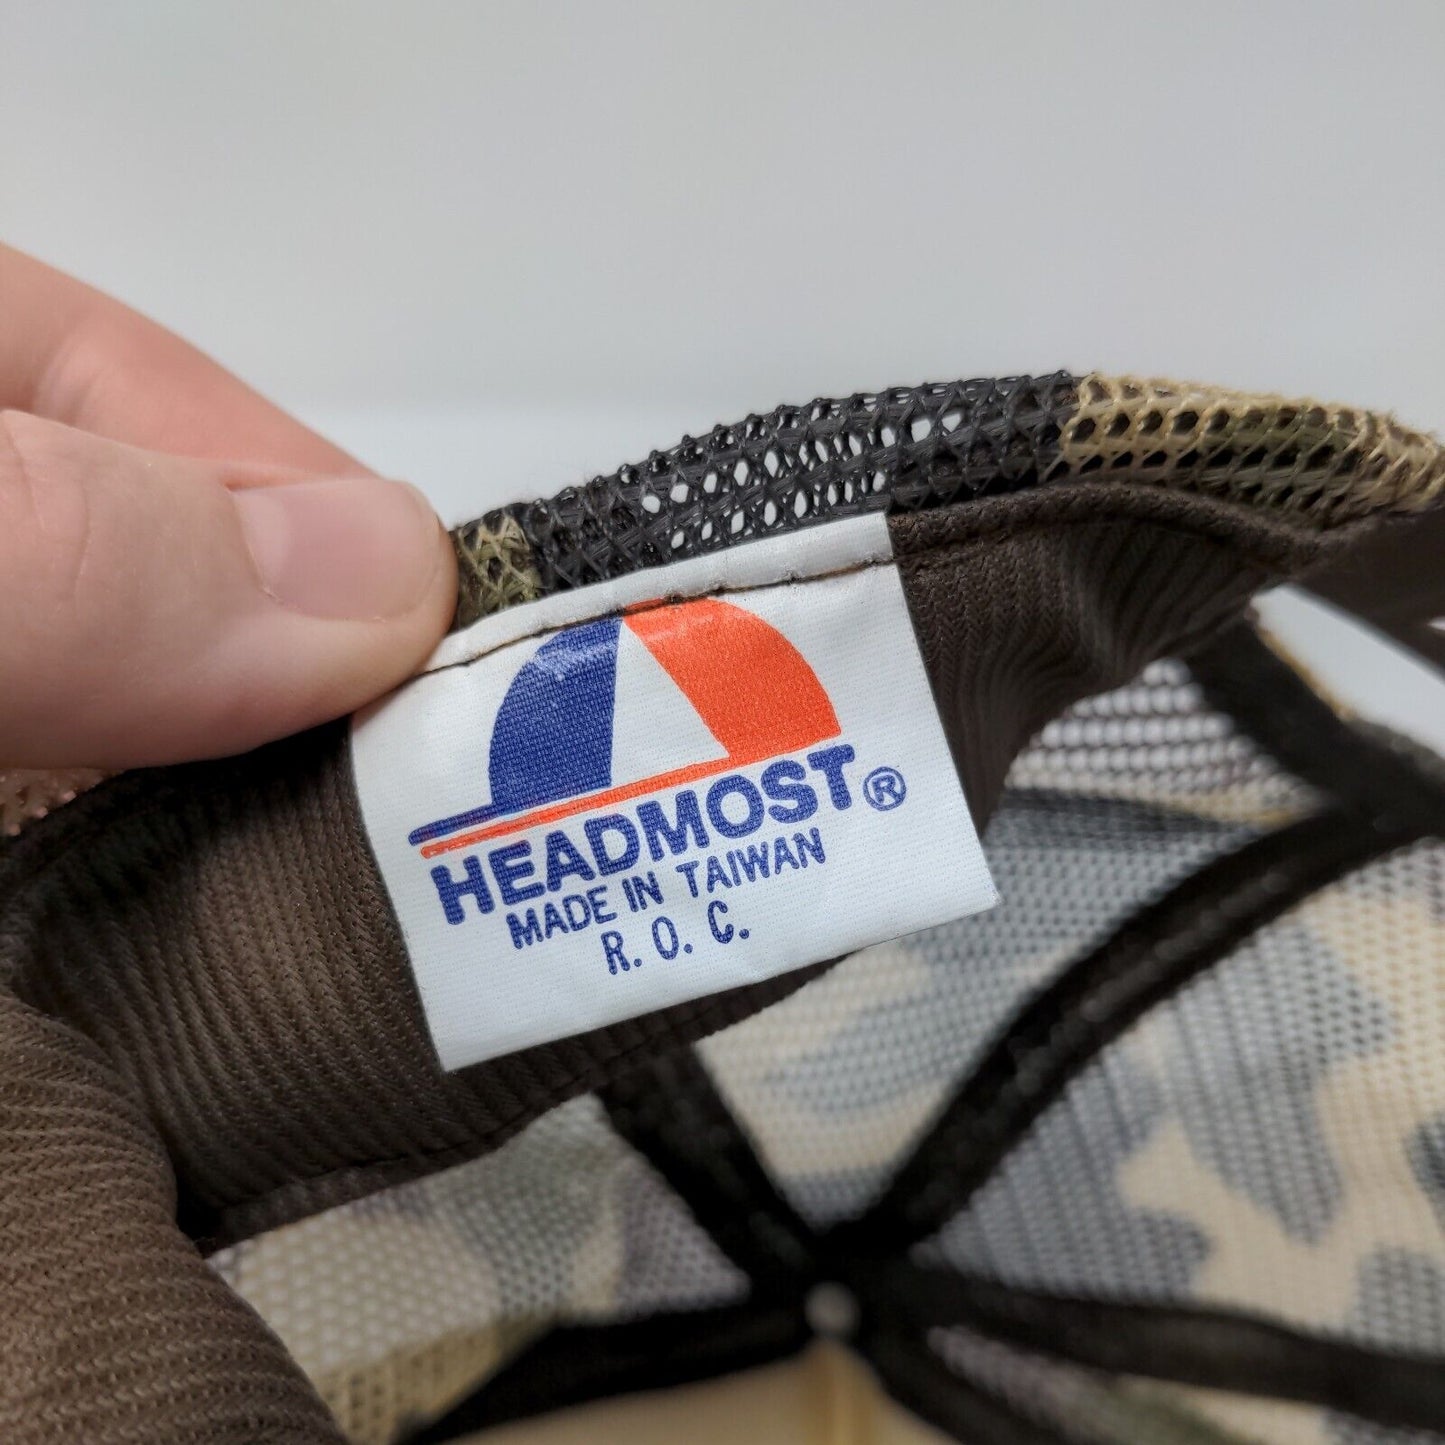 HEADMOST®
MADE IN TAIWAN
R. O. C.